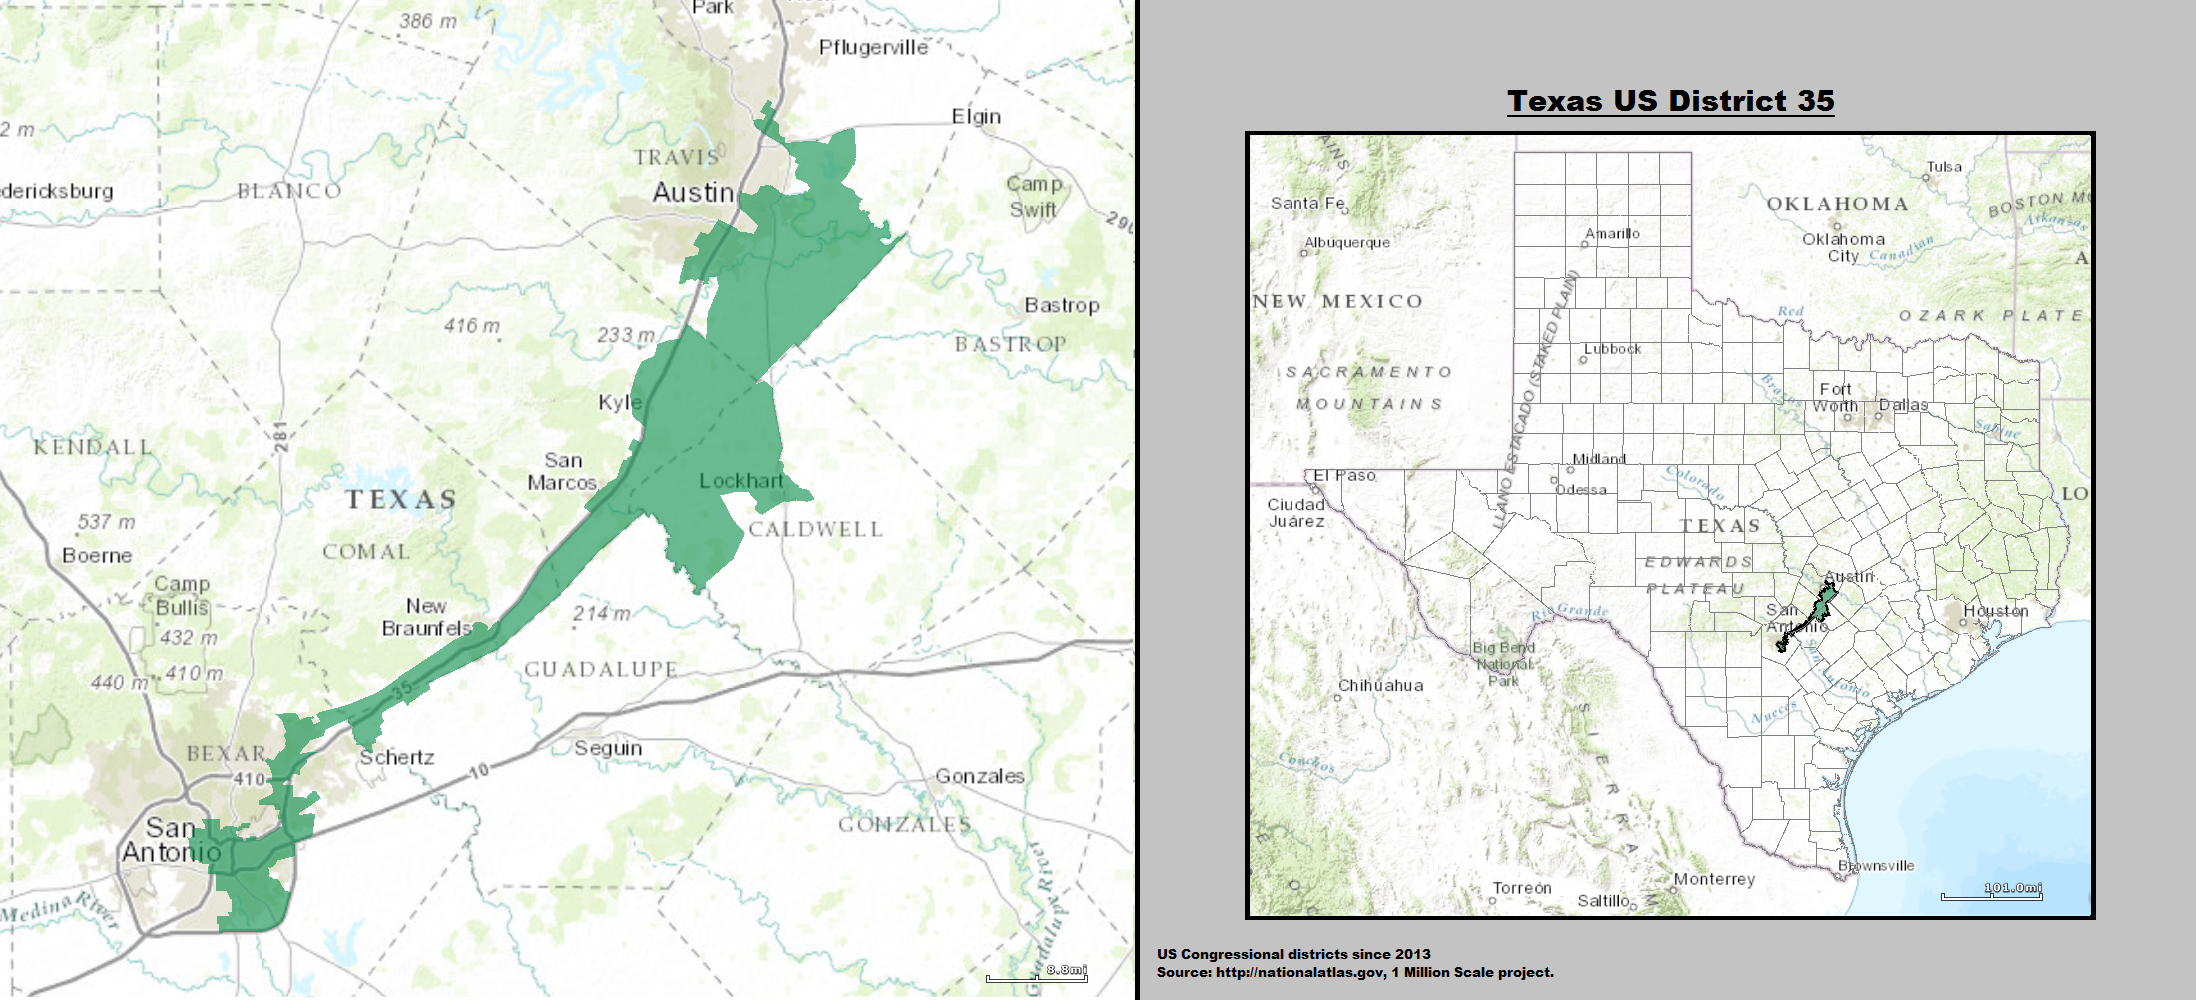 386 m
Park
Pflugerville
Elgin
2 m
TRAVIS
Camp
Swift
dericksburg
BLANCO
Austin
290
Bastrop
416 m
233 m
BASTROP
Kyle
281
KENDALL
San
Marcos
Lockhart
TEXAS
537 m
CALDWELL
Boerne
COMAL
Camp
Bullis
New
Braunfels
214 m
432 m
440 m
410 m
GUADALUPE
35
BEXAR
410
Schertz
Seguin
10
Gonzales
San
Antonio
GONZALES
Medina River
Guadalup River
8.8mi
Texas US District 35
AINS
Tulsa
Santa Fe
OKLAHOMA
BOSTON MO
Arkansas
Albuquerque
Amarillo
Oklahoma
City
Canadian
A
NEW MEXICO
LLANO ESTACADO (STAKED PLAIN)
Red
OZARK PLATE
Lubbock
SACRAMENTO
MOUNTAINS
Brazos
Fort
Worth
Dallas
Sabine
El Paso
Midland
Odessa
Colorado
LO
Ciudad
Juárez
TEXAS
EDWARDS
PLATEAU
Austin
San
Antonio
Rio Grande
Houston
Big Bend
National
Park
Chihuahua
San Antonio
Nueces
Conchos
SIERRA M
E
Brownsville
Torreón
Monterrey
Saltillo
101.0mi
US Congressional districts since 2013
Source: http://nationalatlas.gov, 1 Million Scale project.